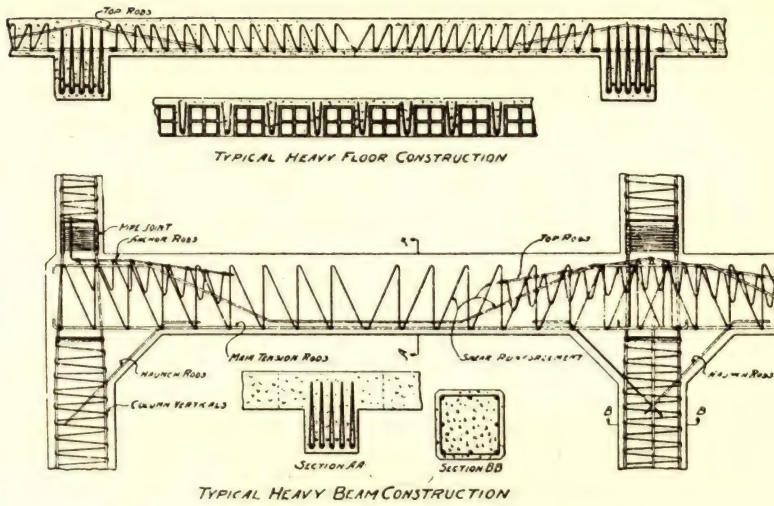 TOP RODS
TYPICAL HEAVY FLOOR CONSTRUCTION
PIPE JOINT
ANCHOR RODS
A
TOP RODS
MAIN TENSION RODS
SHEAR REINFORCEMENT
HAUNCH RODS
HAUNCH RODS
COLUMN VERTICALS
A
B
B
SECTION AA
SECTION BB
TYPICAL HEAVY BEAM CONSTRUCTION